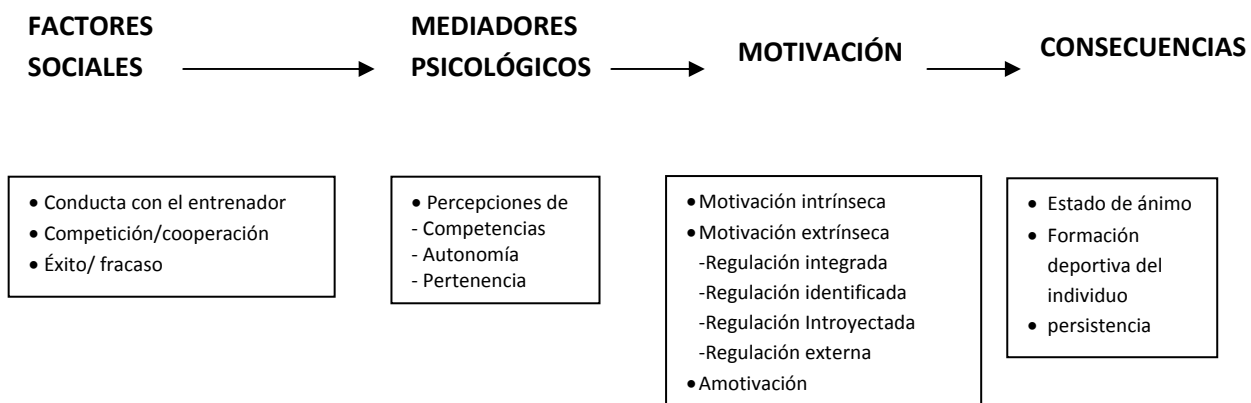 FACTORES
SOCIALES
MEDIADORES
PSICOLÓGICOS
MOTIVACIÓN
CONSECUENCIAS
• Conducta con el entrenador
• Competición/cooperación
• Éxito/ fracaso
• Percepciones de
- Competencias
- Autonomía
- Pertenencia
• Motivación intrínseca
• Motivación extrínseca
-Regulación integrada
-Regulación identificada
-Regulación Introyectada
-Regulación externa
• Amotivación
• Estado de ánimo
• Formación
deportiva del
individuo
• persistencia